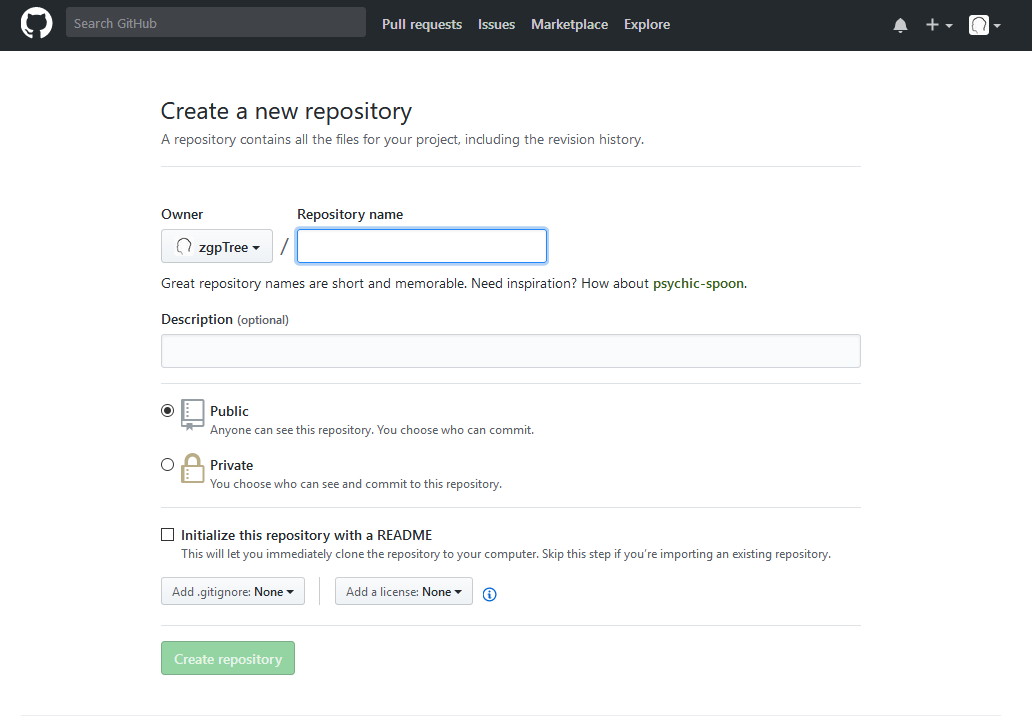 Search GitHub Pull requests Issues Marketplace Explore
Create a new repository
A repository contains all the files for your project, including the revision history.
Owner Repository name
zgpTree /
Great repository names are short and memorable. Need inspiration? How about psychic-spoon.
Description (optional)
Public
Anyone can see this repository. You choose who can commit.
Private
You choose who can see and commit to this repository.
Initialize this repository with a README
This will let you immediately clone the repository to your computer. Skip this step if you’re importing an existing repository.
Add .gitignore: None Add a license: None
Create repository